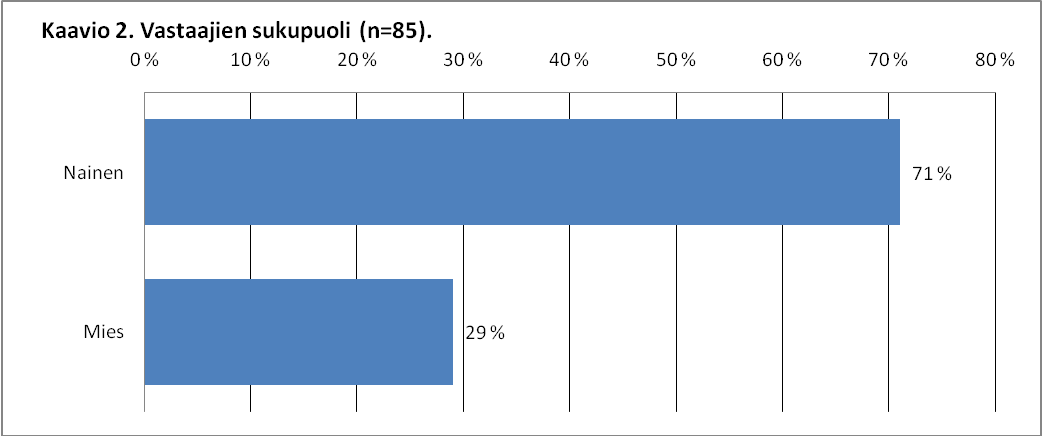 Kaavio 2. Vastaajien sukupuoli (n=85).
0 % 10 % 20 % 30 % 40 % 50 % 60 % 70 % 80 %
Nainen 71 %
Mies 29 %